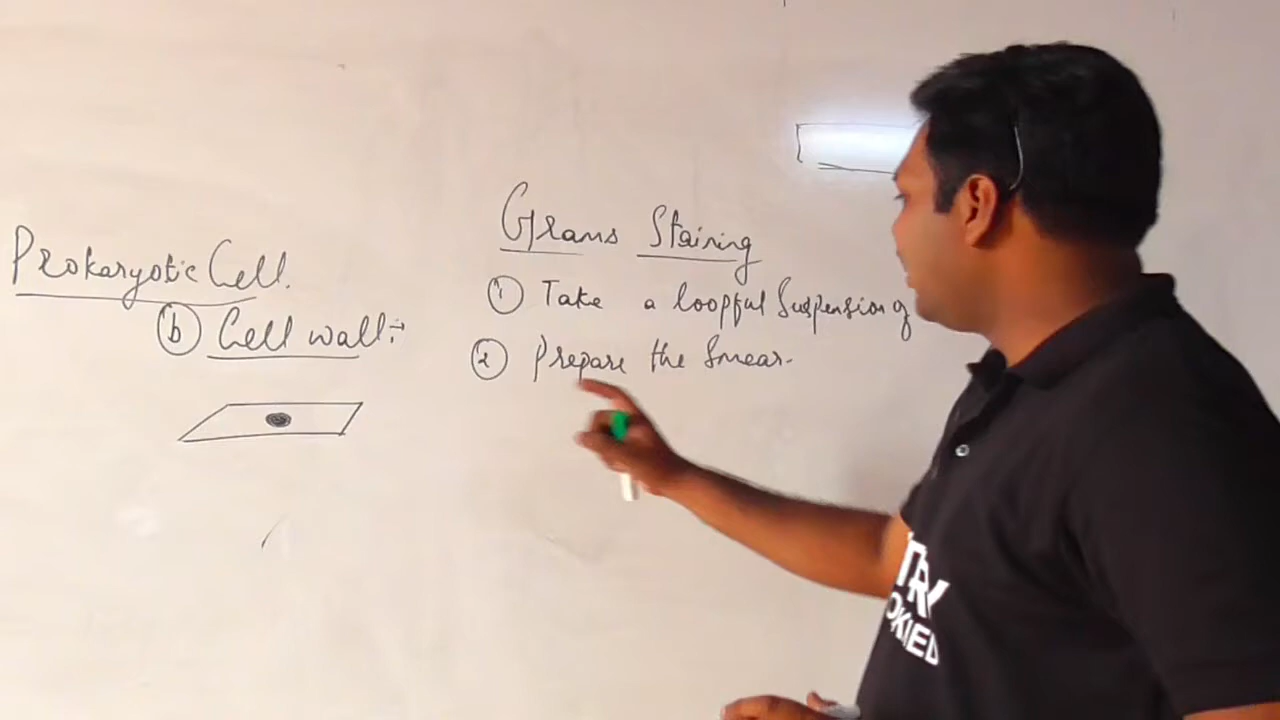 Prokaryotic Cell.
(b) Cell wall:→
Grams Staining
① Take a loopful Suspension of
② Prepare the Smear.